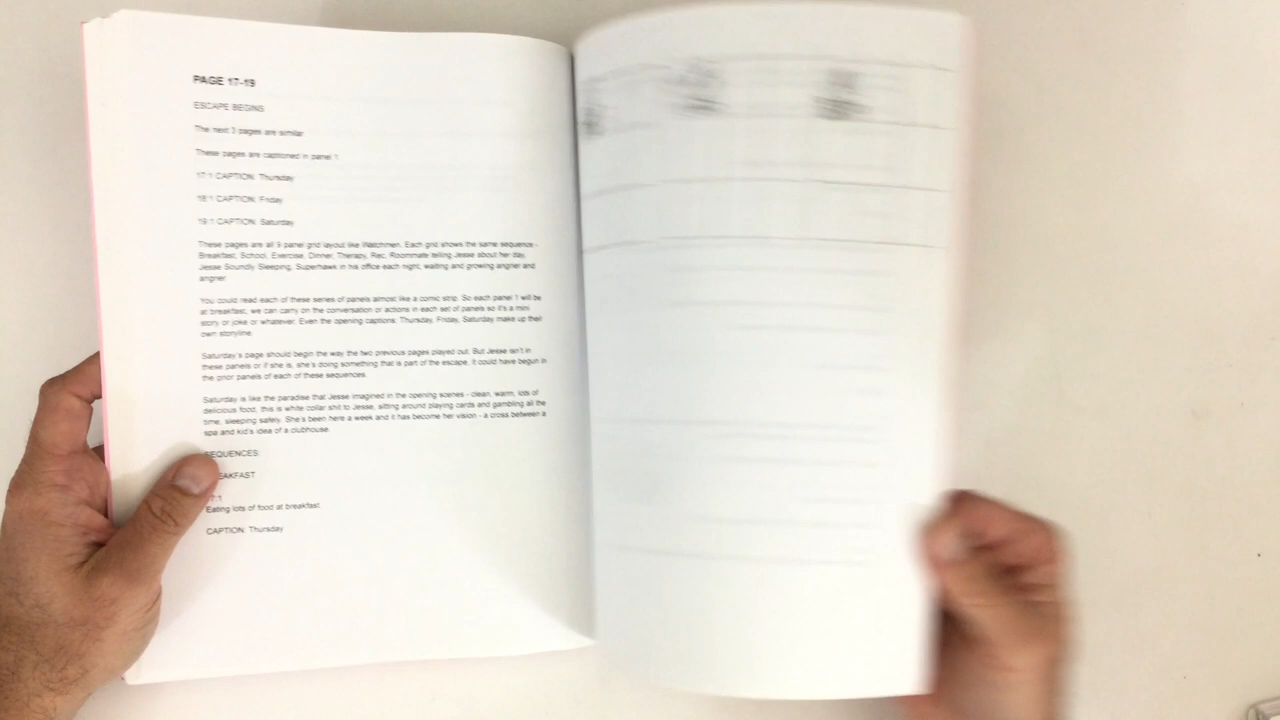 PAGE 17-19
ESCAPE BEGINS
The next 3 pages are similar
These pages are captioned in panel 1
17:1 CAPTION: Thursday
18:1 CAPTION: Friday
19:1 CAPTION: Saturday
These pages are all 9 panel grid layout like Watchmen. Each grid shows the same sequence -
Breakfast, School, Exercise, Dinner, Therapy, Rec, Roommate telling Jesse about her day,
Jesse Soundly Sleeping, Superhawk in his office each night, waiting and growing angrier and
angrier.
You could read each of these series of panels almost like a comic strip. So each panel 1 will be
at breakfast, we can carry on the conversation or actions in each set of panels so it's a mini
story or joke or whatever. Even the opening captions: Thursday, Friday, Saturday make up their
own storyline.
Saturday's page should begin the way the two previous pages played out. But Jesse isn't in
these panels or if she is, she's doing something that is part of the escape. It could have begun in
the prior panels of each of these sequences.
Saturday is like the paradise that Jesse imagined in the opening scenes - clean, warm, lots of
delicious food, this is white collar shit to Jesse, sitting around playing cards and gambling all the
time, sleeping safely. She's been here a week and it has become her vision - a cross between a
spa and kid's idea of a clubhouse.
SEQUENCES:
EAKFAST
7:1
Eating lots of food at breakfast.
CAPTION: Thursday